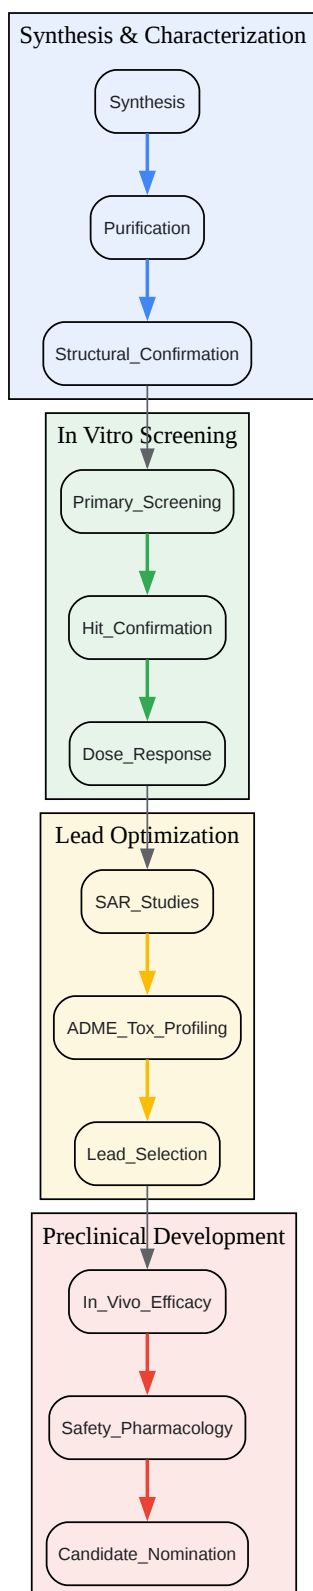 Synthesis & Characterization
Synthesis
Purification
Structural_Confirmation
In Vitro Screening
Primary_Screening
Hit_Confirmation
Dose_Response
Lead Optimization
SAR_Studies
ADME_Tox_Profiling
Lead_Selection
Preclinical Development
In_Vivo_Efficacy
Safety_Pharmacology
Candidate_Nomination